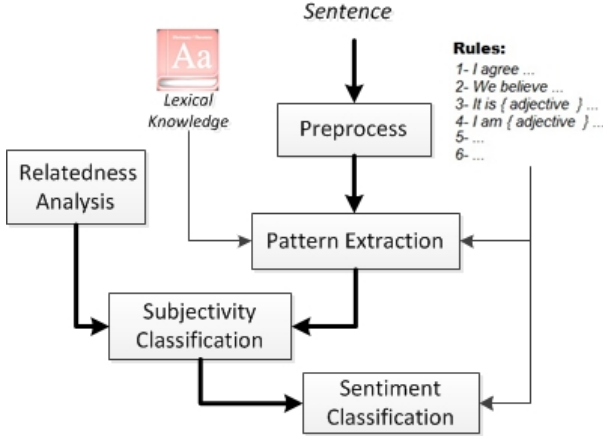 Sentence
Aa
Lexical
Knowledge
Rules:
1- I agree ...
2- We believe ...
3- It is { adjective } ...
4- I am { adjective } ...
5- ...
6- ...
Preprocess
Relatedness
Analysis
Pattern Extraction
Subjectivity
Classification
Sentiment
Classification